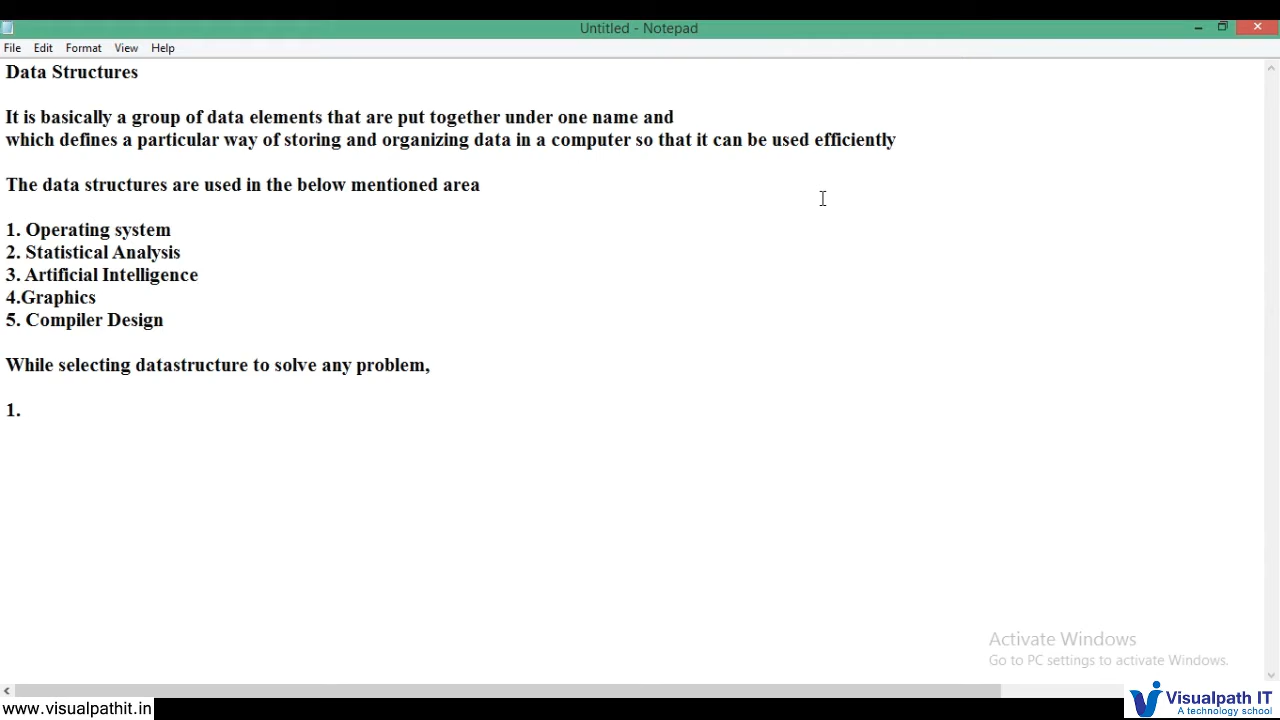 Untitled - Notepad
File Edit Format View Help
Data Structures
It is basically a group of data elements that are put together under one name and
which defines a particular way of storing and organizing data in a computer so that it can be used efficiently
The data structures are used in the below mentioned area
1. Operating system
2. Statistical Analysis
3. Artificial Intelligence
4.Graphics
5. Compiler Design
While selecting datastructure to solve any problem,
1.
Activate Windows
Go to PC settings to activate Windows.
www.visualpathit.in
Visualpath IT
A technology school